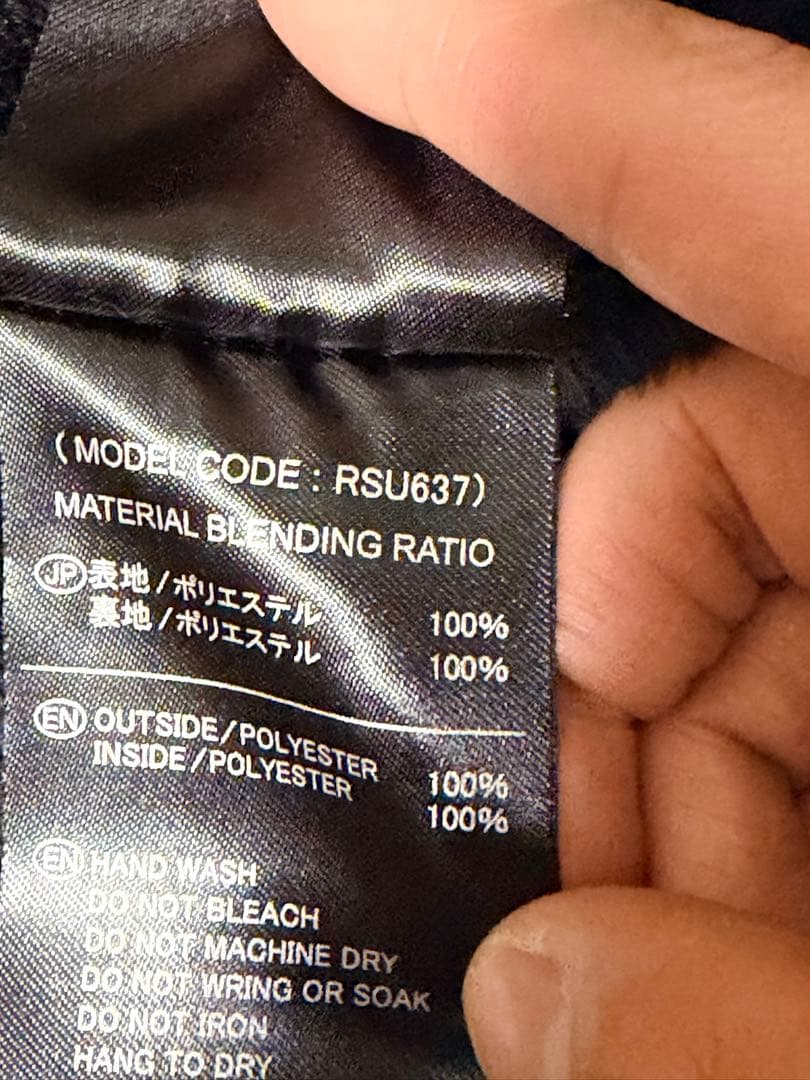 (MODEL CODE : RSU637)
MATERIAL BLENDING RATIO
JP 表地/ポリエステル 100%
裏地/ポリエステル 100%
EN OUTSIDE/POLYESTER 100%
INSIDE/POLYESTER 100%
EN HAND WASH
DO NOT BLEACH
DO NOT MACHINE DRY
DO NOT WRING OR SOAK
DO NOT IRON
HANG TO DRY